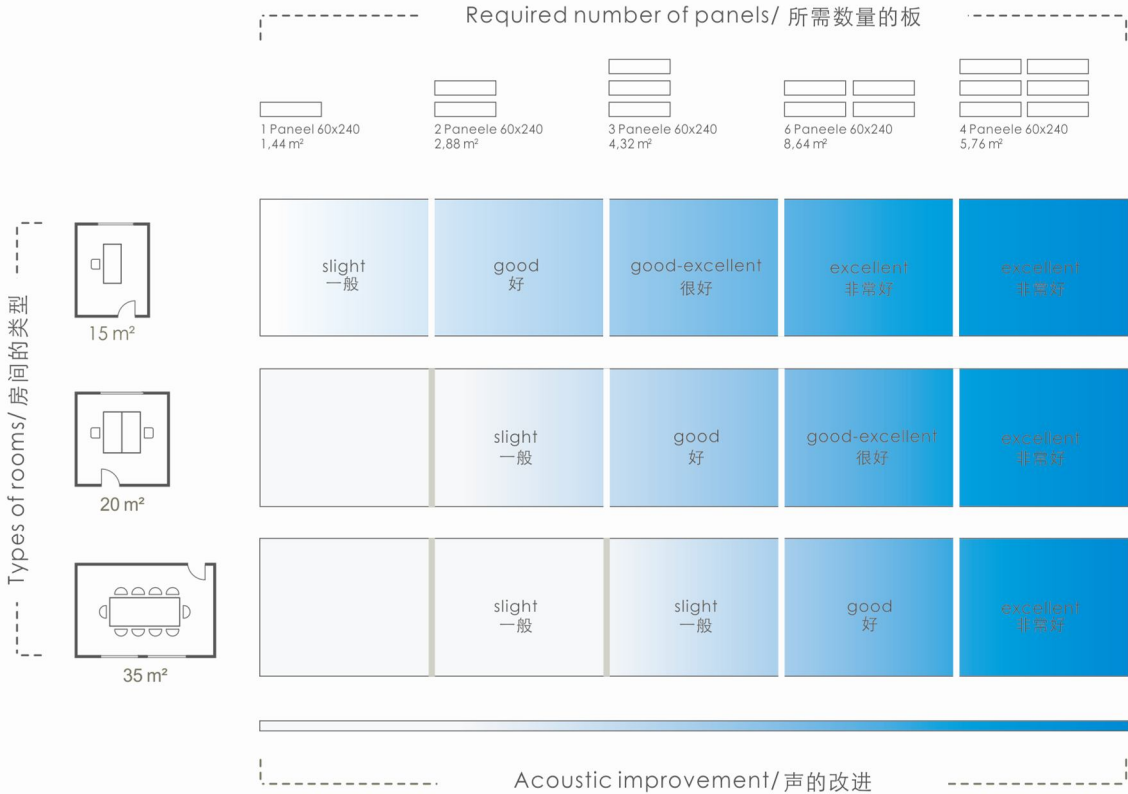 Required number of panels/ 所需数量的板
1 Paneel 60x240
1,44 m²
2 Paneele 60x240
2,88 m²
3 Paneele 60x240
4,32 m²
6 Paneele 60x240
8,64 m²
4 Paneele 60x240
5,76 m²
Types of rooms/ 房间的类型
15 m²
slight
一般
good
好
good-excellent
很好
excellent
非常好
excellent
非常好
20 m²
slight
一般
good
好
good-excellent
很好
excellent
非常好
35 m²
slight
一般
slight
一般
good
好
excellent
非常好
Acoustic improvement/ 声的改进